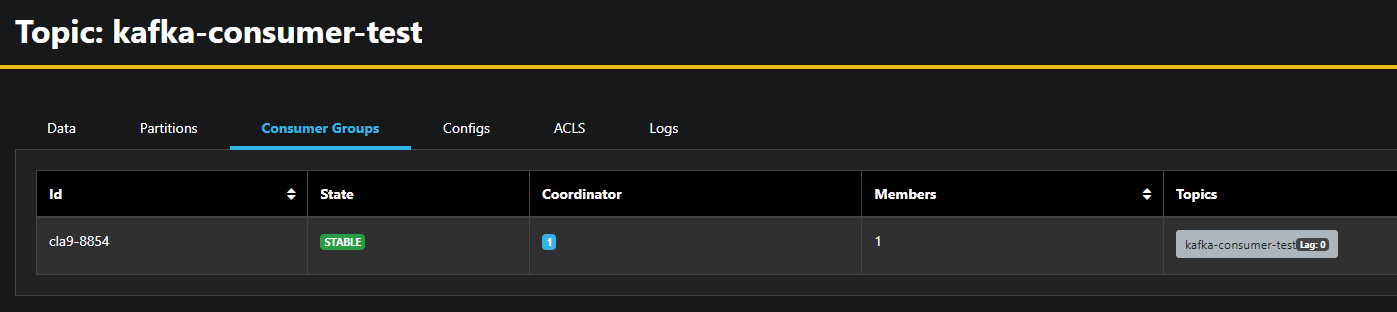 Topic: kafka-consumer-test
Data Partitions Consumer Groups Configs ACLS Logs
Id State Coordinator Members Topics
cla9-8854 STABLE 1 1 kafka-consumer-test Lag: 0